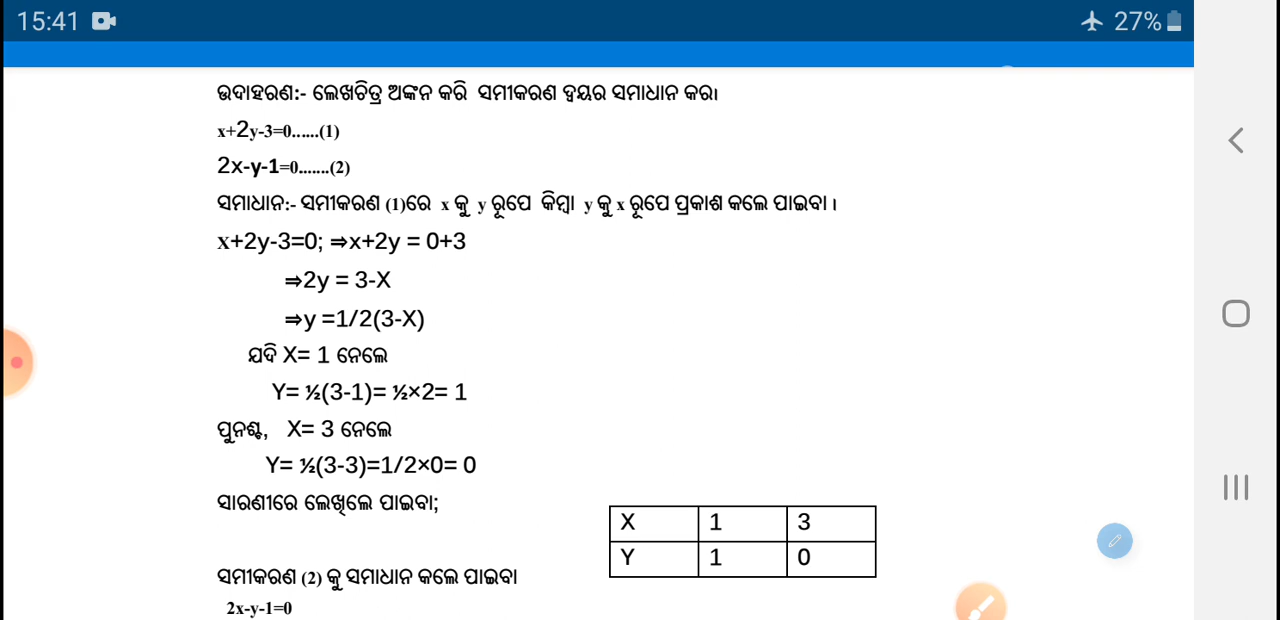 15:41
27%
ଉଦାହରଣ:- ଲେଖଚିତ୍ର ଅଙ୍କନ କରି ସମୀକରଣ ଦ୍ୱୟର ସମାଧାନ କର।
x+2y-3=0......(1)
2x-y-1=0.......(2)
ସମାଧାନ:- ସମୀକରଣ (1)ରେ x କୁ y ରୂପେ କିମ୍ବା y କୁ x ରୂପେ ପ୍ରକାଶ କଲେ ପାଇବା ।
x+2y-3=0; ⇒x+2y = 0+3
⇒2y = 3-X
⇒y =1/2(3-X)
ଯଦି X= 1 ନେଲେ
Y= ½(3-1)= ½×2= 1
ପୁନଶ୍ଚ, X= 3 ନେଲେ
Y= ½(3-3)=1/2×0= 0
ସାରଣୀରେ ଲେଖିଲେ ପାଇବା;
X 1 3
Y 1 0
ସମୀକରଣ (2) କୁ ସମାଧାନ କଲେ ପାଇବା
2x-y-1=0